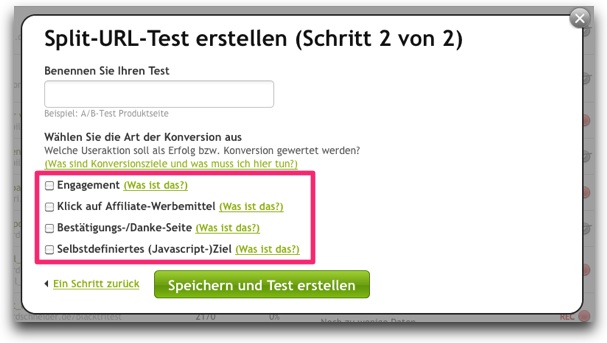 Split-URL-Test erstellen (Schritt 2 von 2)
Benennen Sie Ihren Test
Beispiel: A/B-Test Produktseite
Wählen Sie die Art der Konversion aus
Welche Useraktion soll als Erfolg bzw. Konversion gewertet werden?
(Was sind Konversionsziele und was muss ich hier tun?)
Engagement (Was ist das?)
Klick auf Affiliate-Werbemittel (Was ist das?)
Bestätigungs-/Danke-Seite (Was ist das?)
Selbstdefiniertes (Javascript-)Ziel (Was ist das?)
Ein Schritt zurück
Speichern und Test erstellen
REC